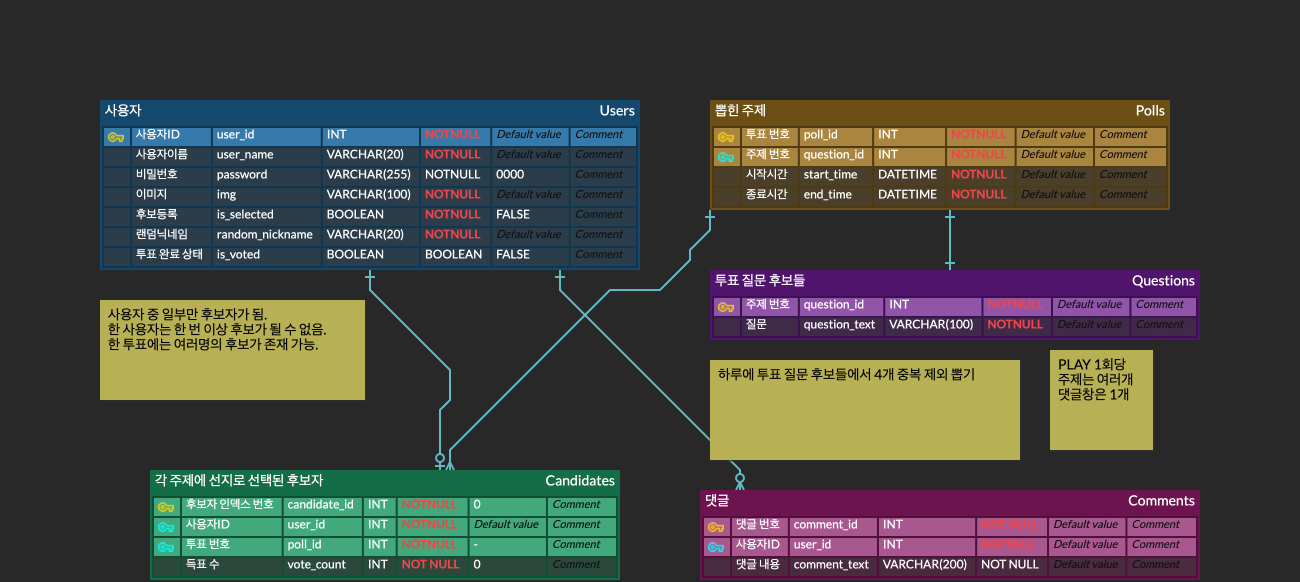 사용자 Users
사용자ID user_id INT NOTNULL Default value Comment
사용자이름 user_name VARCHAR(20) NOTNULL Default value Comment
비밀번호 password VARCHAR(255) NOTNULL 0000 Comment
이미지 img VARCHAR(100) NOTNULL Default value Comment
후보등록 is_selected BOOLEAN NOTNULL FALSE Comment
랜덤닉네임 random_nickname VARCHAR(20) NOTNULL Default value Comment
투표 완료 상태 is_voted BOOLEAN BOOLEAN FALSE Comment
뽑힌 주제 Polls
투표 번호 poll_id INT NOTNULL Default value Comment
주제 번호 question_id INT NOTNULL Default value Comment
시작시간 start_time DATETIME NOTNULL Default value Comment
종료시간 end_time DATETIME NOTNULL Default value Comment
투표 질문 후보들 Questions
주제 번호 question_id INT NOTNULL Default value Comment
질문 question_text VARCHAR(100) NOTNULL Default value Comment
사용자 중 일부만 후보자가 됨.
한 사용자는 한 번 이상 후보가 될 수 없음.
한 투표에는 여러명의 후보가 존재 가능.
하루에 투표 질문 후보들에서 4개 중복 제외 뽑기
PLAY 1회당
주제는 여러개
댓글창은 1개
각 주제에 선지로 선택된 후보자 Candidates
후보자 인덱스 번호 candidate_id INT NOTNULL 0 Comment
사용자ID user_id INT NOTNULL Default value Comment
투표 번호 poll_id INT NOTNULL - Comment
득표 수 vote_count INT NOT NULL 0 Comment
댓글 Comments
댓글 번호 comment_id INT NOT NULL Default value Comment
사용자ID user_id INT NOTNULL Default value Comment
댓글 내용 comment_text VARCHAR(200) NOT NULL Default value Comment